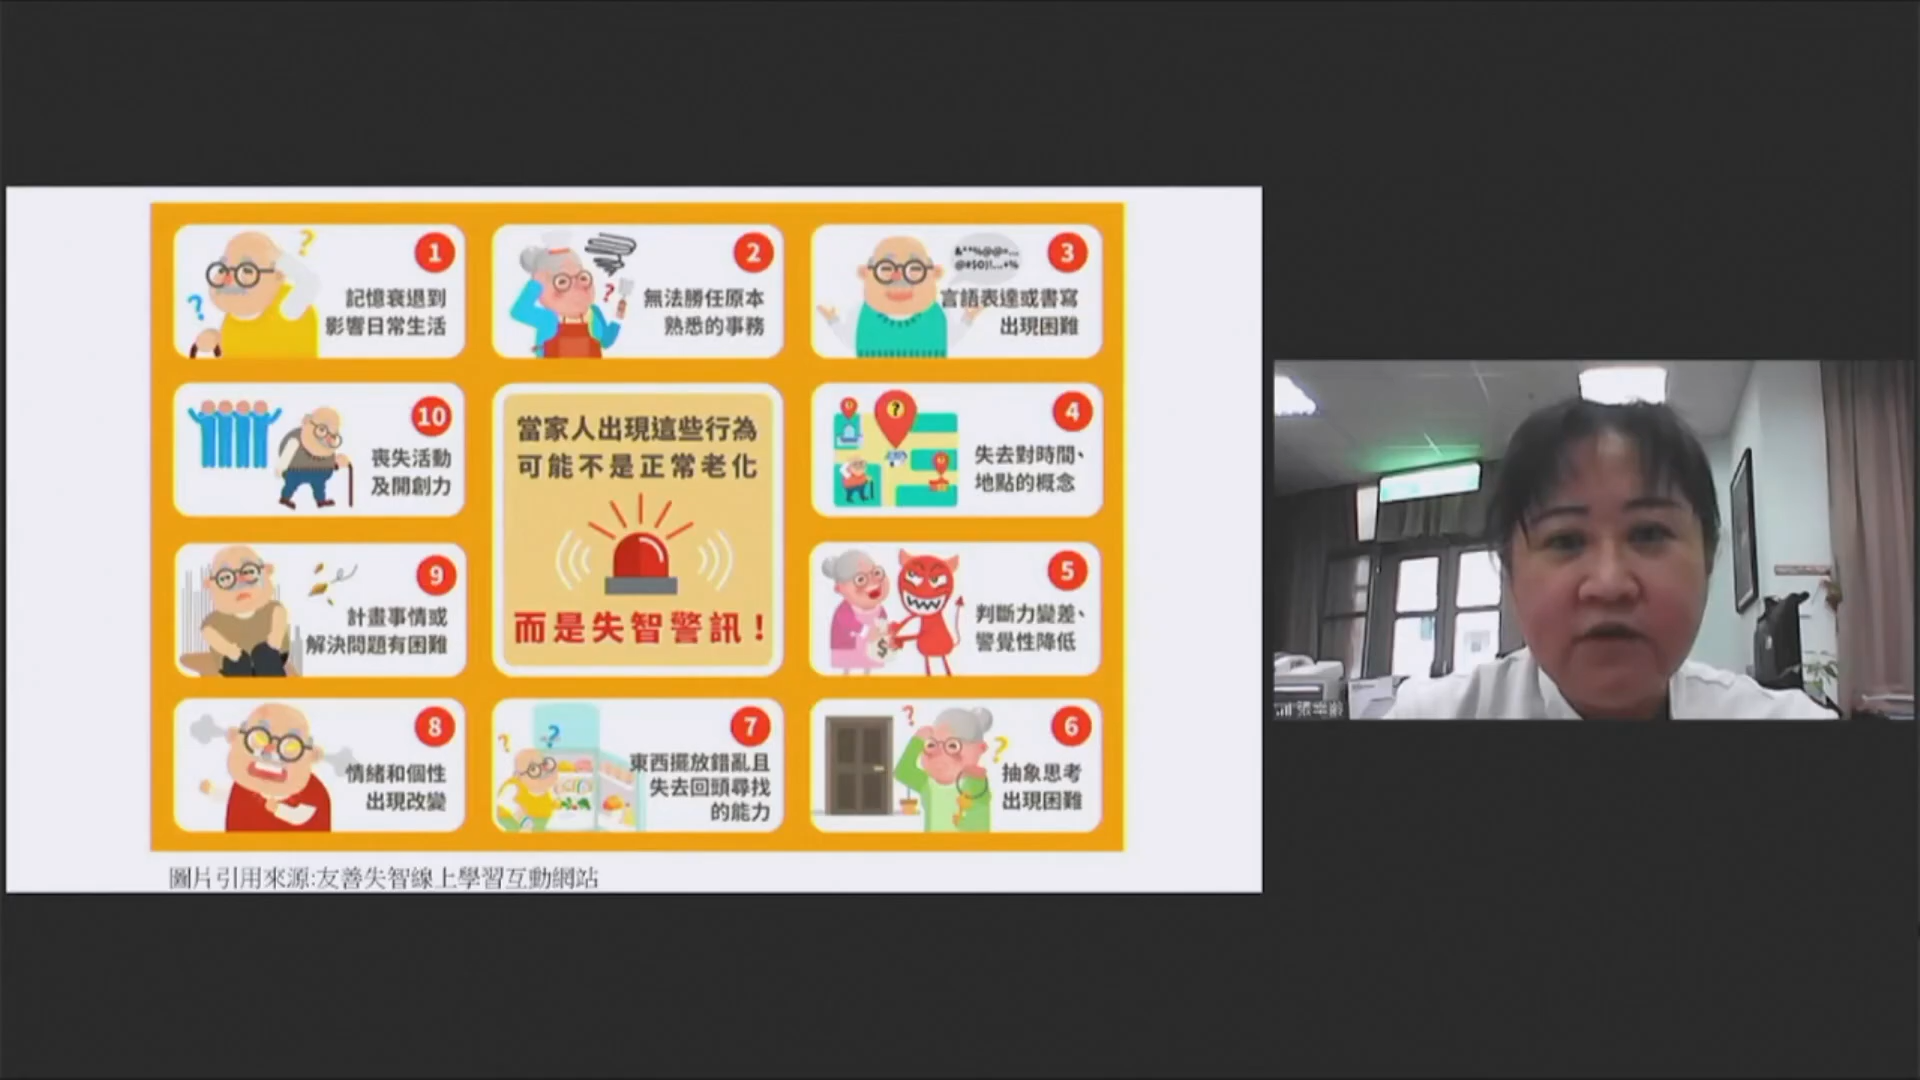 1
記憶衰退到
影響日常生活
2
無法勝任原本
熟悉的事務
3
&**%@@*...
@#$0)!...+%
言語表達或書寫
出現困難
10
喪失活動
及開創力
當家人出現這些行為
可能不是正常老化
而是失智警訊!
4
失去對時間、
地點的概念
9
計畫事情或
解決問題有困難
5
判斷力變差、
警覺性降低
8
情緒和個性
出現改變
7
東西擺放錯亂且
失去回頭尋找
的能力
6
抽象思考
出現困難
圖片引用來源:友善失智線上學習互動網站